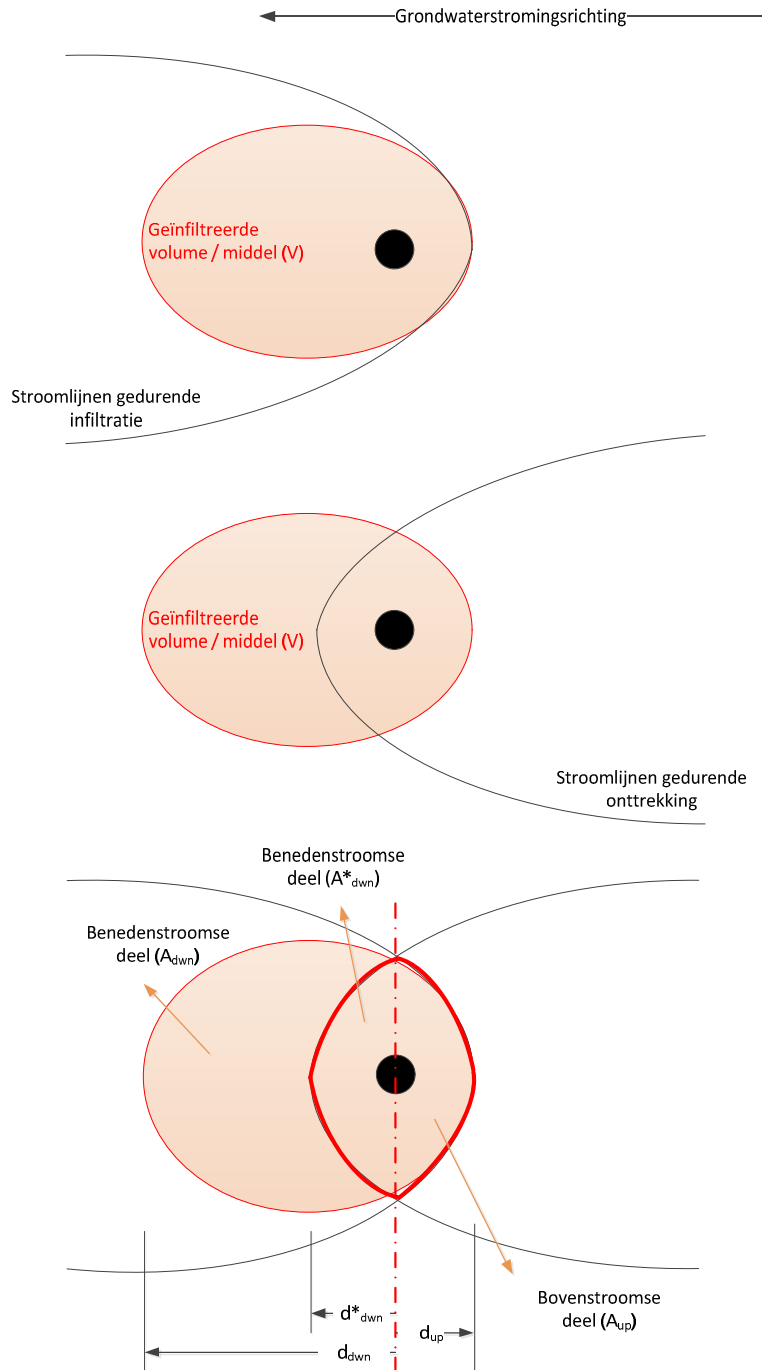 Grondwaterstromingsrichting
Geïnfiltreerde
volume / middel (V)
Stroomlijnen gedurende
infiltratie
Geïnfiltreerde
volume / middel (V)
Stroomlijnen gedurende
onttrekking
Benedenstroomse
deel (A*dwn)
Benedenstroomse
deel (Adwn)
d*dwn
dup
ddwn
Bovenstroomse
deel (Aup)